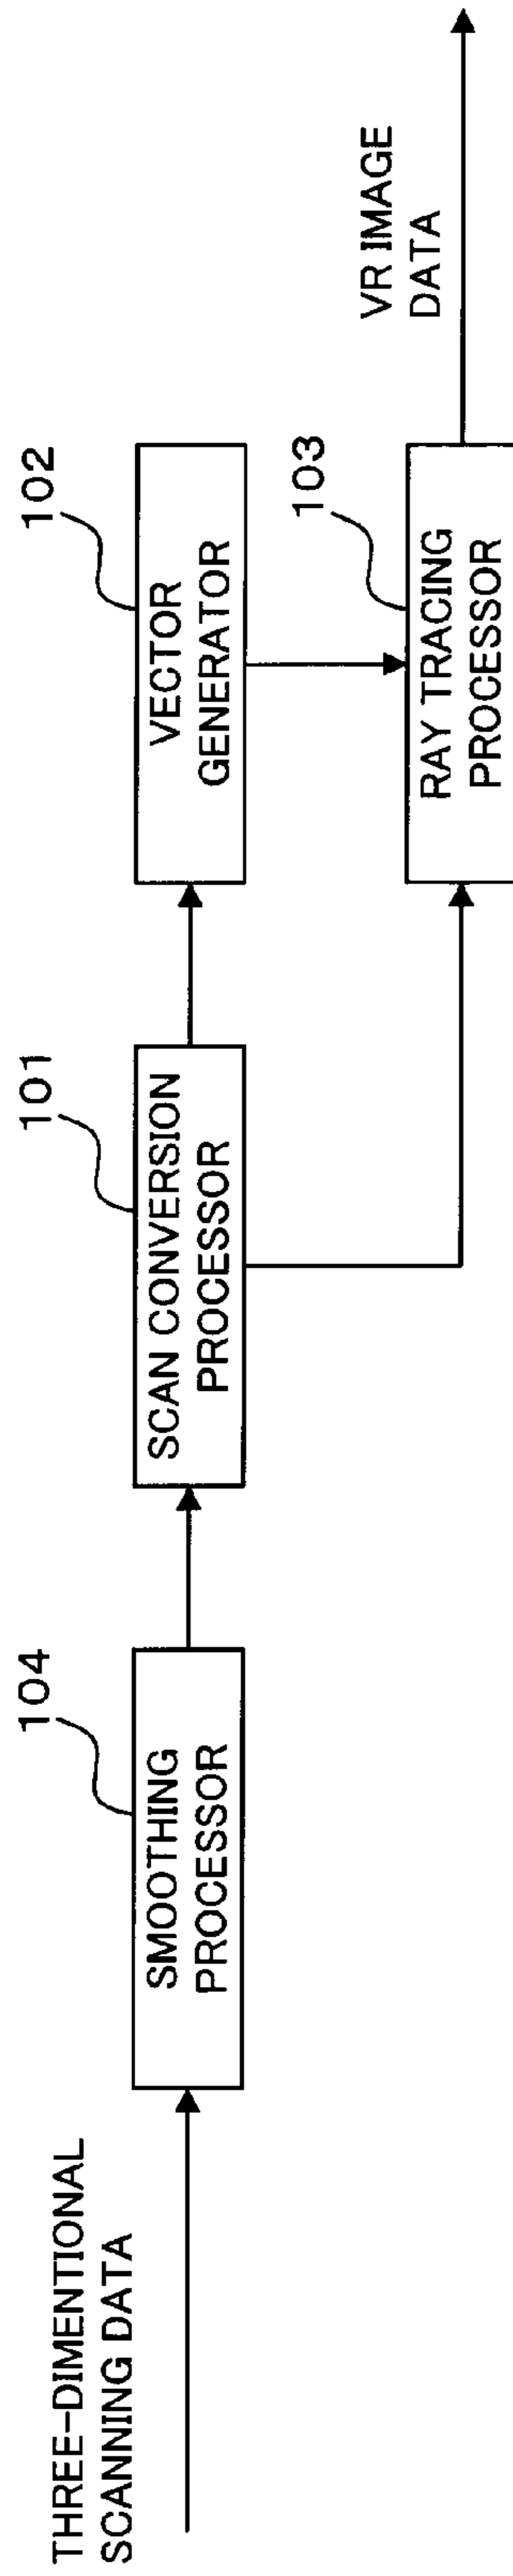 THREE-DIMENTIONAL
SCANNING DATA
104
SMOOTHING
PROCESSOR
101
SCAN CONVERSION
PROCESSOR
102
VECTOR
GENERATOR
103
RAY TRACING
PROCESSOR
VR IMAGE
DATA